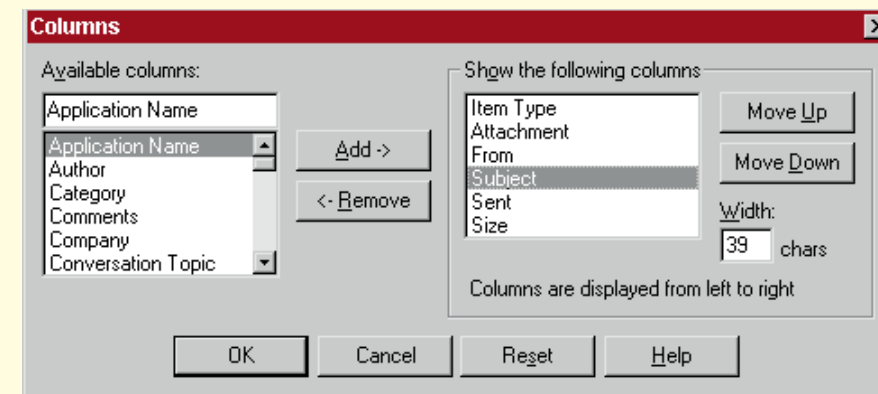 Columns
Available columns:
Application Name
Application Name
Author
Category
Comments
Company
Conversation Topic
Add ->
<- Remove
Show the following columns
Item Type
Attachment
From
Subject
Sent
Size
Move Up
Move Down
Width:
39 chars
Columns are displayed from left to right
OK Cancel Reset Help